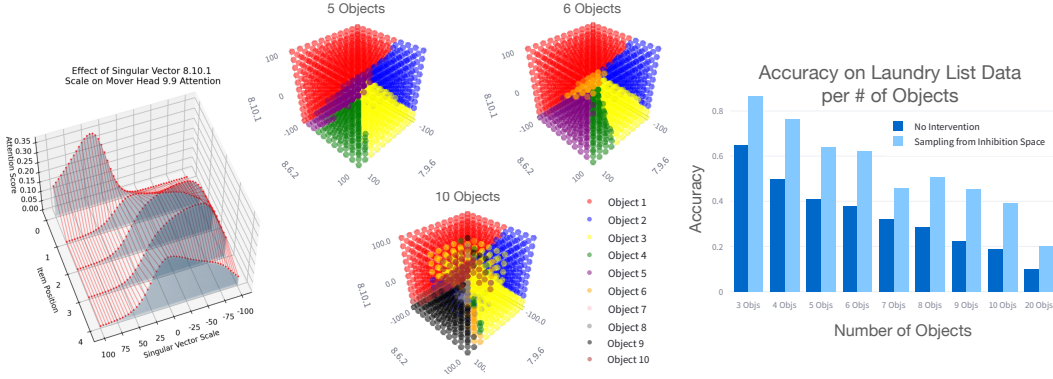 Effect of Singular Vector 8.10.1
Scale on Mover Head 9.9 Attention
Attention Score
0.35
0.30
0.25
0.20
0.15
0.10
0.05
0.00
0
1
2
3
4
Item Position
100
75
50
25
0
-25
-50
-75
-100
Singular Vector Scale
5 Objects
100
0
-100
8.10.1
8.6.2
100
100
7.9.6
-100
6 Objects
100
0
-100
8.10.1
8.6.2
100
100
7.9.6
-100
10 Objects
100.0
-100.0
8.10.1
8.6.2
100.0
100.
7.9.6
-100.0
Object 1
Object 2
Object 3
Object 4
Object 5
Object 6
Object 7
Object 8
Object 9
Object 10
Accuracy on Laundry List Data
per # of Objects
No Intervention
Sampling from Inhibition Space
Accuracy
0.8
0.6
0.4
0.2
0
3 Objs
4 Objs
5 Objs
6 Objs
7 Objs
8 Objs
9 Objs
10 Objs
20 Objs
Number of Objects